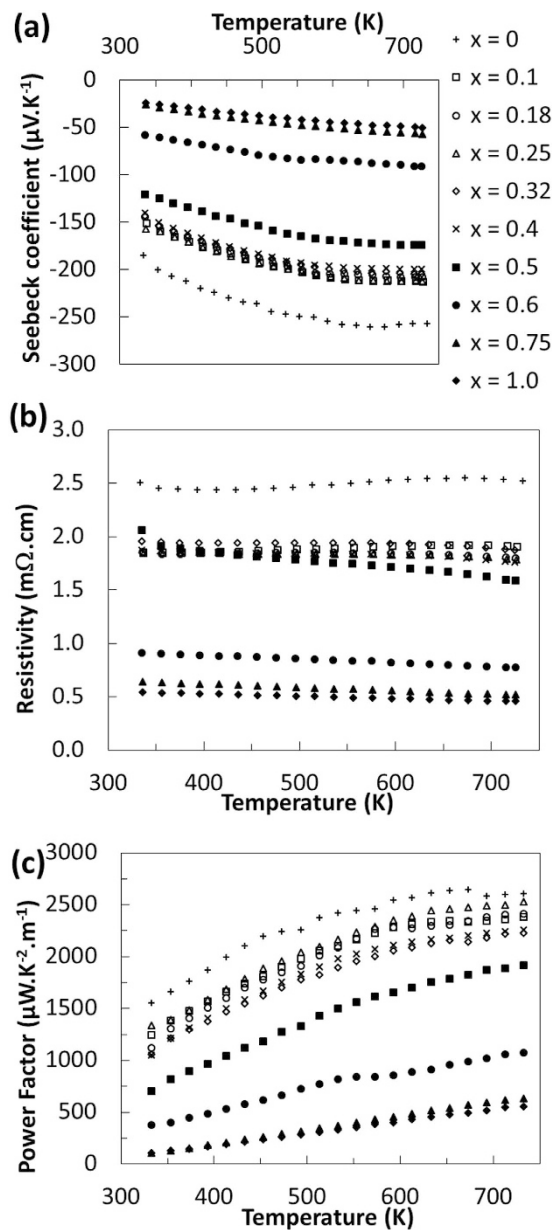 (a)
Temperature (K)
300 500 700
0
-50
-100
-150
-200
-250
-300
Seebeck coefficient (µV.K⁻¹)
+ x = 0
□ x = 0.1
○ x = 0.18
△ x = 0.25
◇ x = 0.32
× x = 0.4
■ x = 0.5
● x = 0.6
▲ x = 0.75
◆ x = 1.0
(b)
3.0
2.5
2.0
1.5
1.0
0.5
0.0
Resistivity (mΩ.cm)
300 400 500 600 700
Temperature (K)
(c)
3000
2500
2000
1500
1000
500
0
Power Factor (µW.K⁻².m⁻¹)
300 400 500 600 700
Temperature (K)